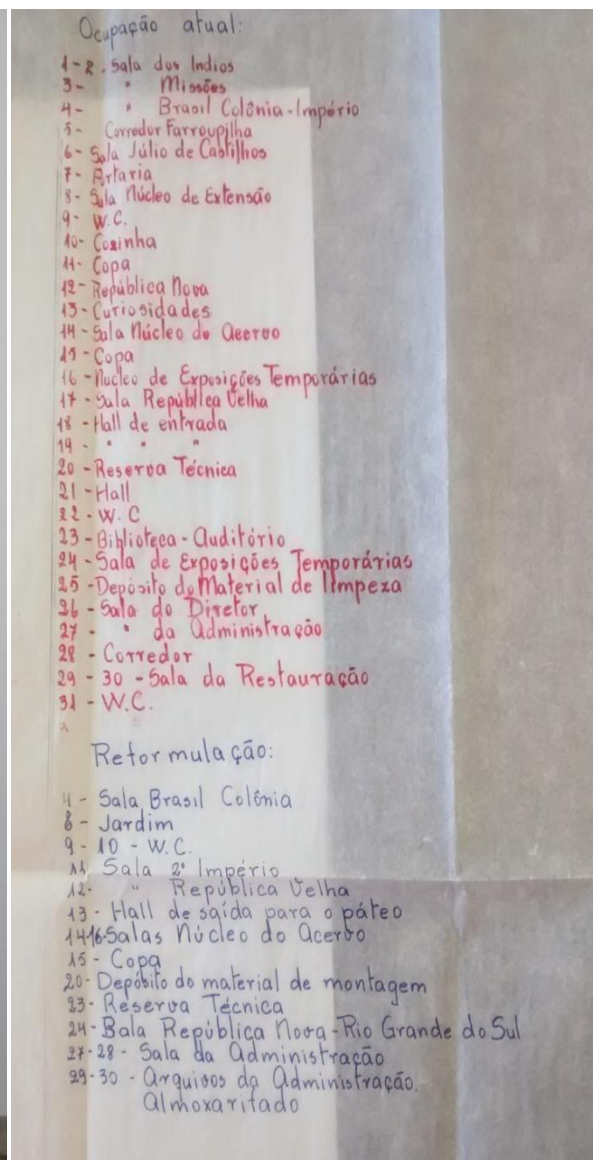 Ocupação atual:
1-2. Sala dos Indios
3- " Missões
4- " Brasil Colônia-Império
5- Corredor Farroupilha
6- Sala Júlio de Castilhos
7- Portaria
8- Sala Núcleo de Extensão
9- W.C.
10- Cozinha
11- Copa
12- República Nova
13- Curiosidades
14- Sala Núcleo do Acervo
15- Copa
16- Nucleo de Exposições Temporárias
17- Sala República Velha
18- Hall de entrada
19- " " "
20- Reserva Técnica
21- Hall
22- W.C
23- Biblioteca-Auditório
24- Sala de Exposições Temporárias
25- Depósito do Material de limpeza
26- Sala do Diretor
27- " da Administração
28- Corredor
29-30- Sala da Restauração
31- W.C.
Reformulação:
4- Sala Brasil Colônia
8- Jardim
9-10- W.C.
11 Sala 2º Império
12- " República Velha
13- Hall de saída para o páteo
14-16-Salas Núcleo do Acervo
15- Copa
20- Depósito do material de montagem
23- Reserva Técnica
24- Sala República Nova-Rio Grande do Sul
27-28- Sala da Administração
29-30- Arquivos da Administração.
Almoxarifado